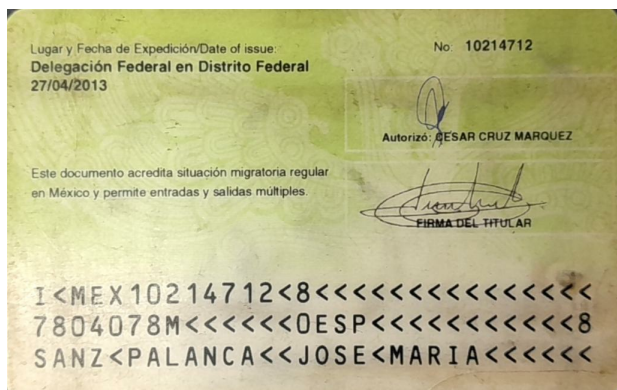 Lugar y Fecha de Expedición/Date of issue:
No. 10214712
Delegación Federal en Distrito Federal
27/04/2013
Autorizó: CESAR CRUZ MARQUEZ
Este documento acredita situación migratoria regular
en México y permite entradas y salidas múltiples.
FIRMA DEL TITULAR
I<MEX10214712<8<<<<<<<<<<<<<<<
7804078M<<<<<<0ESP<<<<<<<<<<<8
SANZ<PALANCA<<JOSE<MARIA<<<<<<